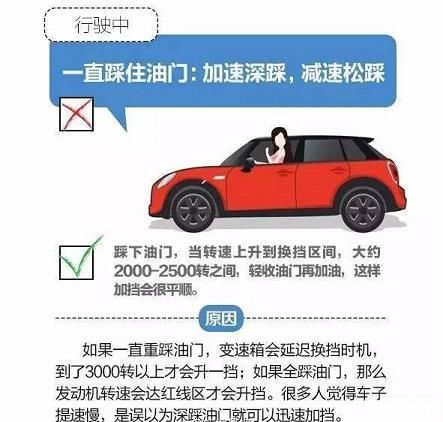 行驶中
一直踩住油门：加速深踩，减速松踩
踩下油门，当转速上升到换挡区间，大约
2000-2500转之间，轻收油门再加油，这样
加挡会很平顺。
原因
如果一直重踩油门，变速箱会延迟换挡时机，
到了3000转以上才会升一挡；如果全踩油门，那么
发动机转速会达红线区才会升挡。很多人觉得车子
提速慢，是误以为深踩油门就可以迅速加挡。